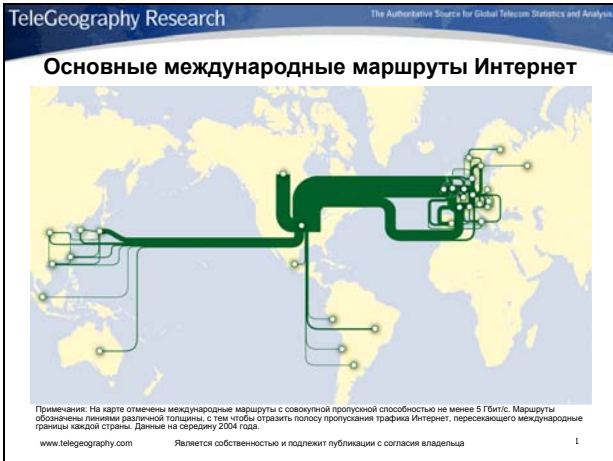 TeleGeography Research
The Authoritative Source for Global Telecom Statistics and Analysis
Основные международные маршруты Интернет
Примечания: На карте отмечены международные маршруты с совокупной пропускной способностью не менее 5 Гбит/с. Маршруты
обозначены линиями различной толщины, с тем чтобы отразить полосу пропускания трафика Интернет, пересекающего международные
границы каждой страны. Данные на середину 2004 года.
www.telegeography.com Является собственностью и подлежит публикации с согласия владельца 1